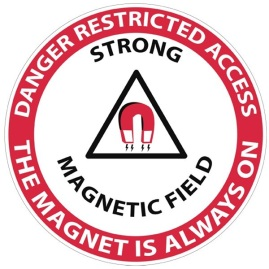 DANGER RESTRICTED ACCESS
STRONG
MAGNETIC FIELD
THE MAGNET IS ALWAYS ON